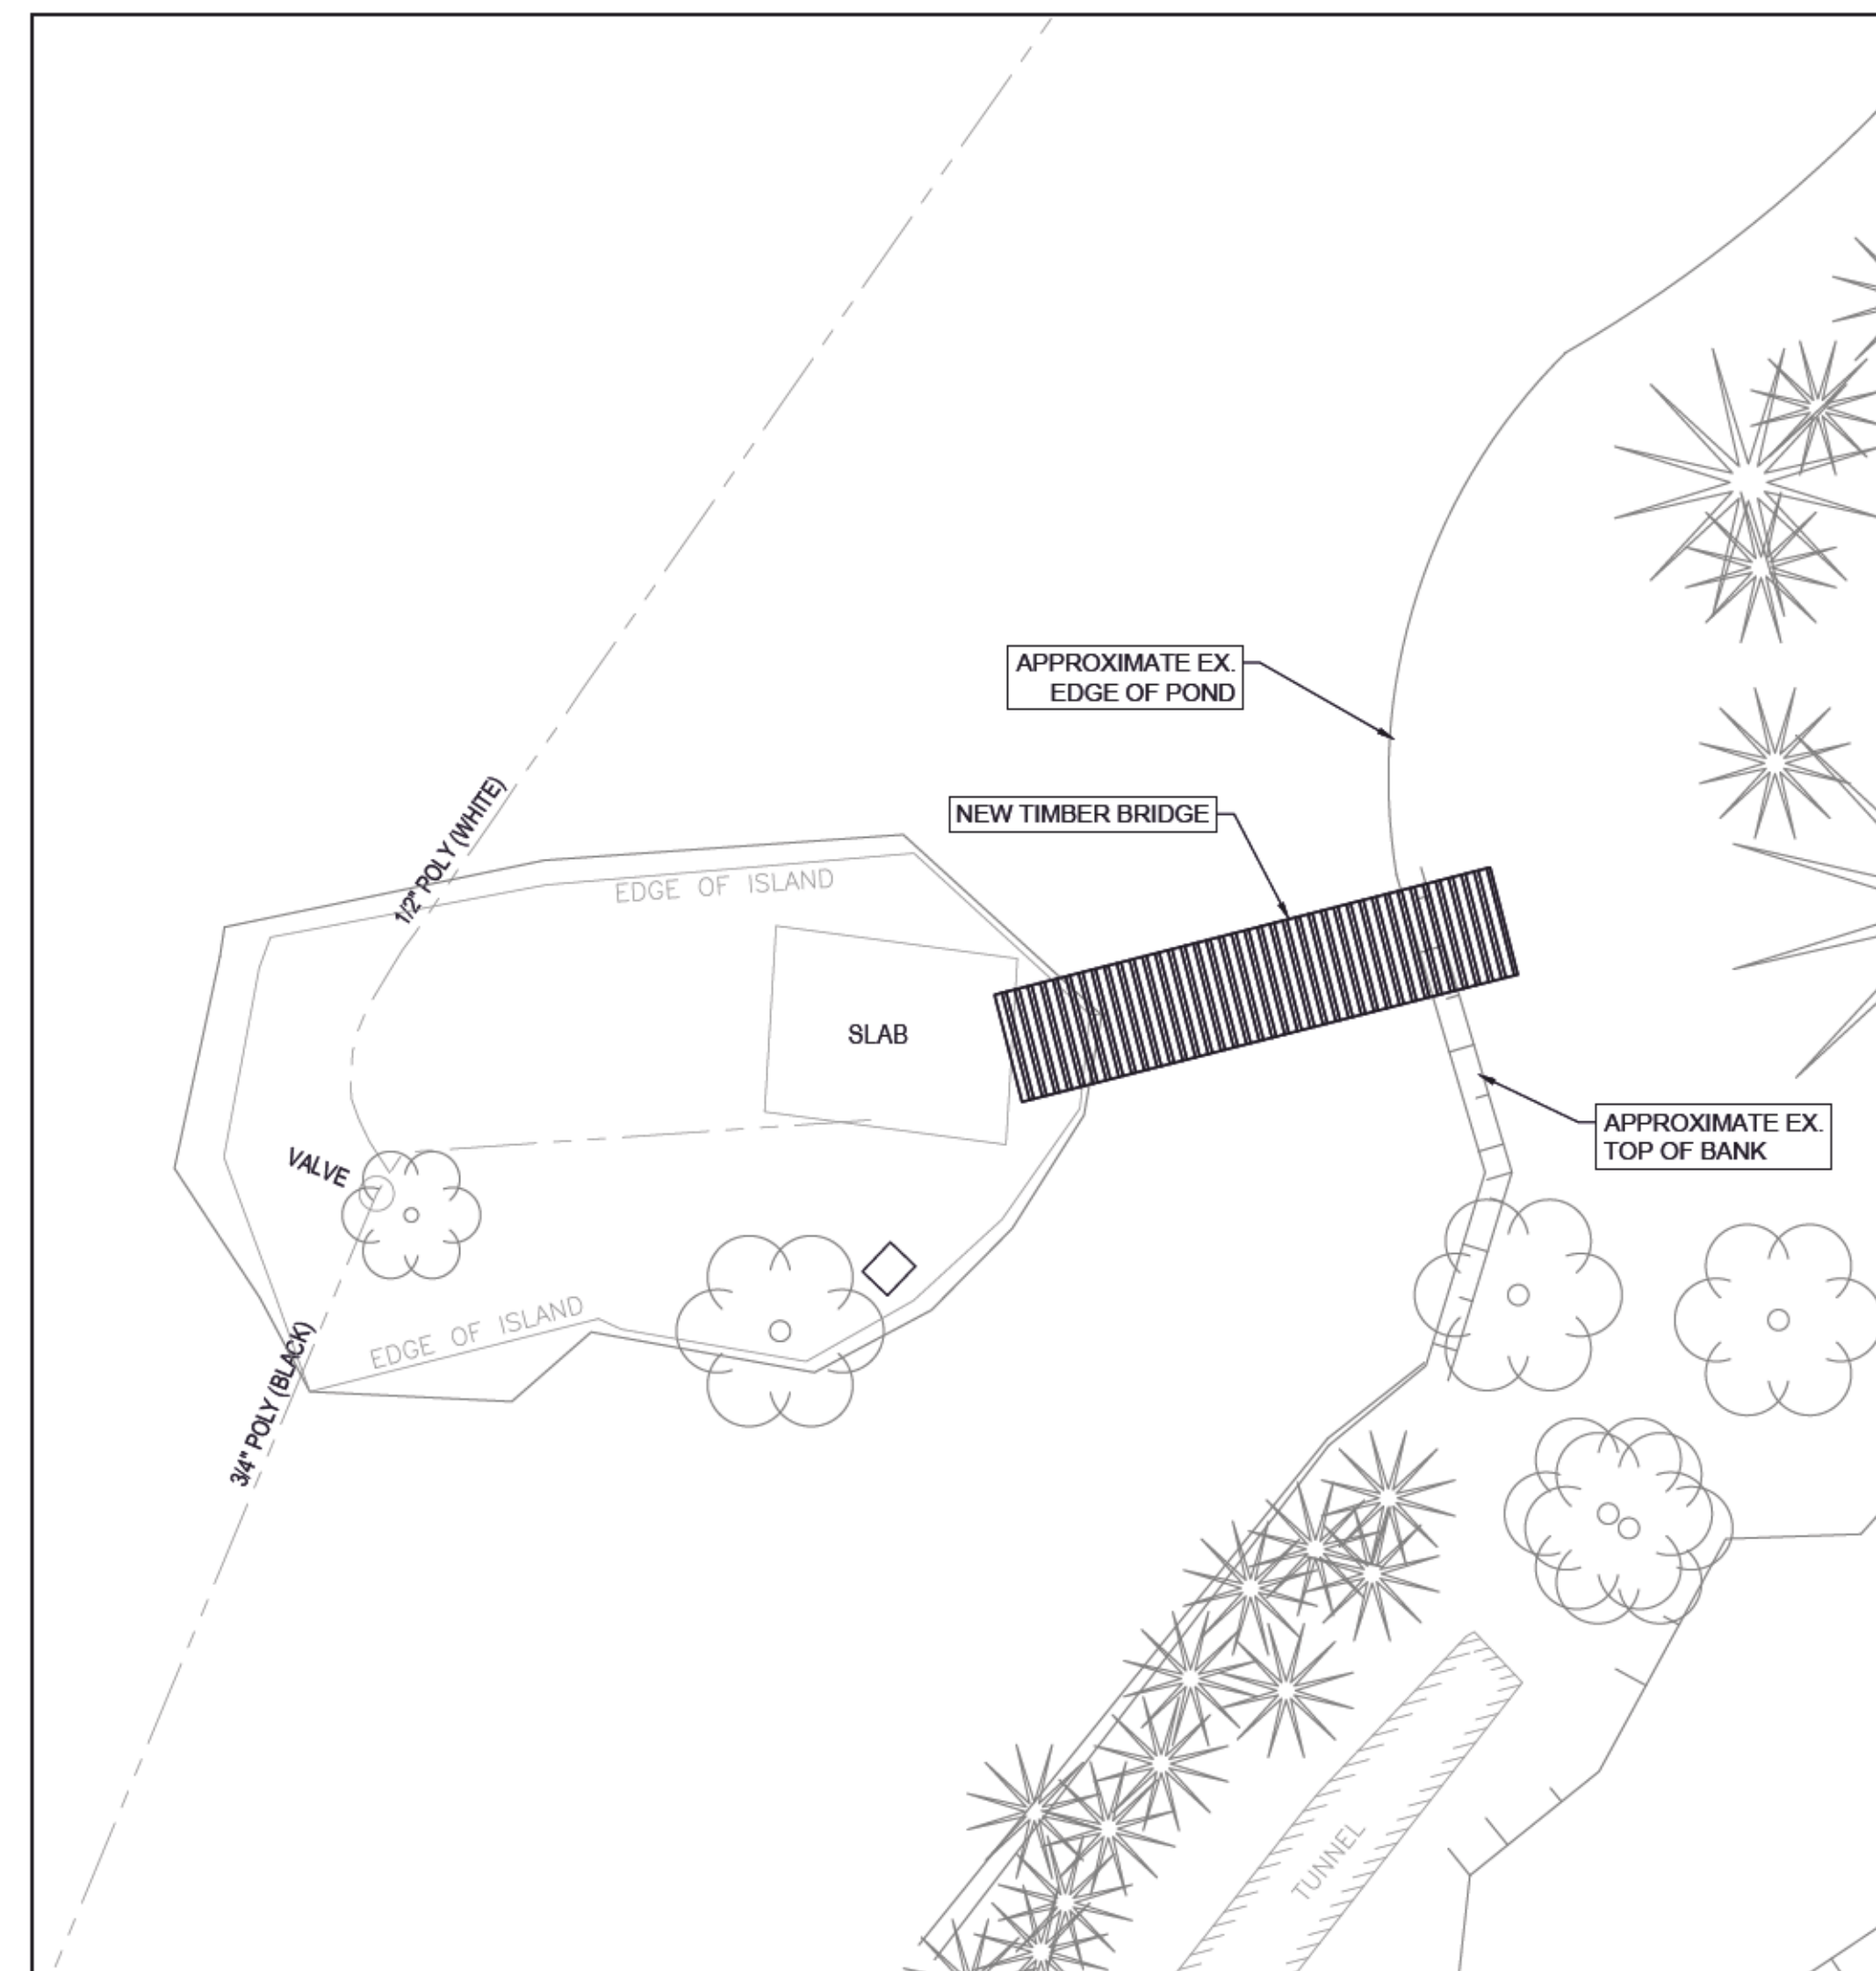 APPROXIMATE EX.
EDGE OF POND
1/2" POLY (WHITE)
NEW TIMBER BRIDGE
EDGE OF ISLAND
SLAB
APPROXIMATE EX.
TOP OF BANK
VALVE
EDGE OF ISLAND
3/4" POLY (BLACK)
TUNNEL